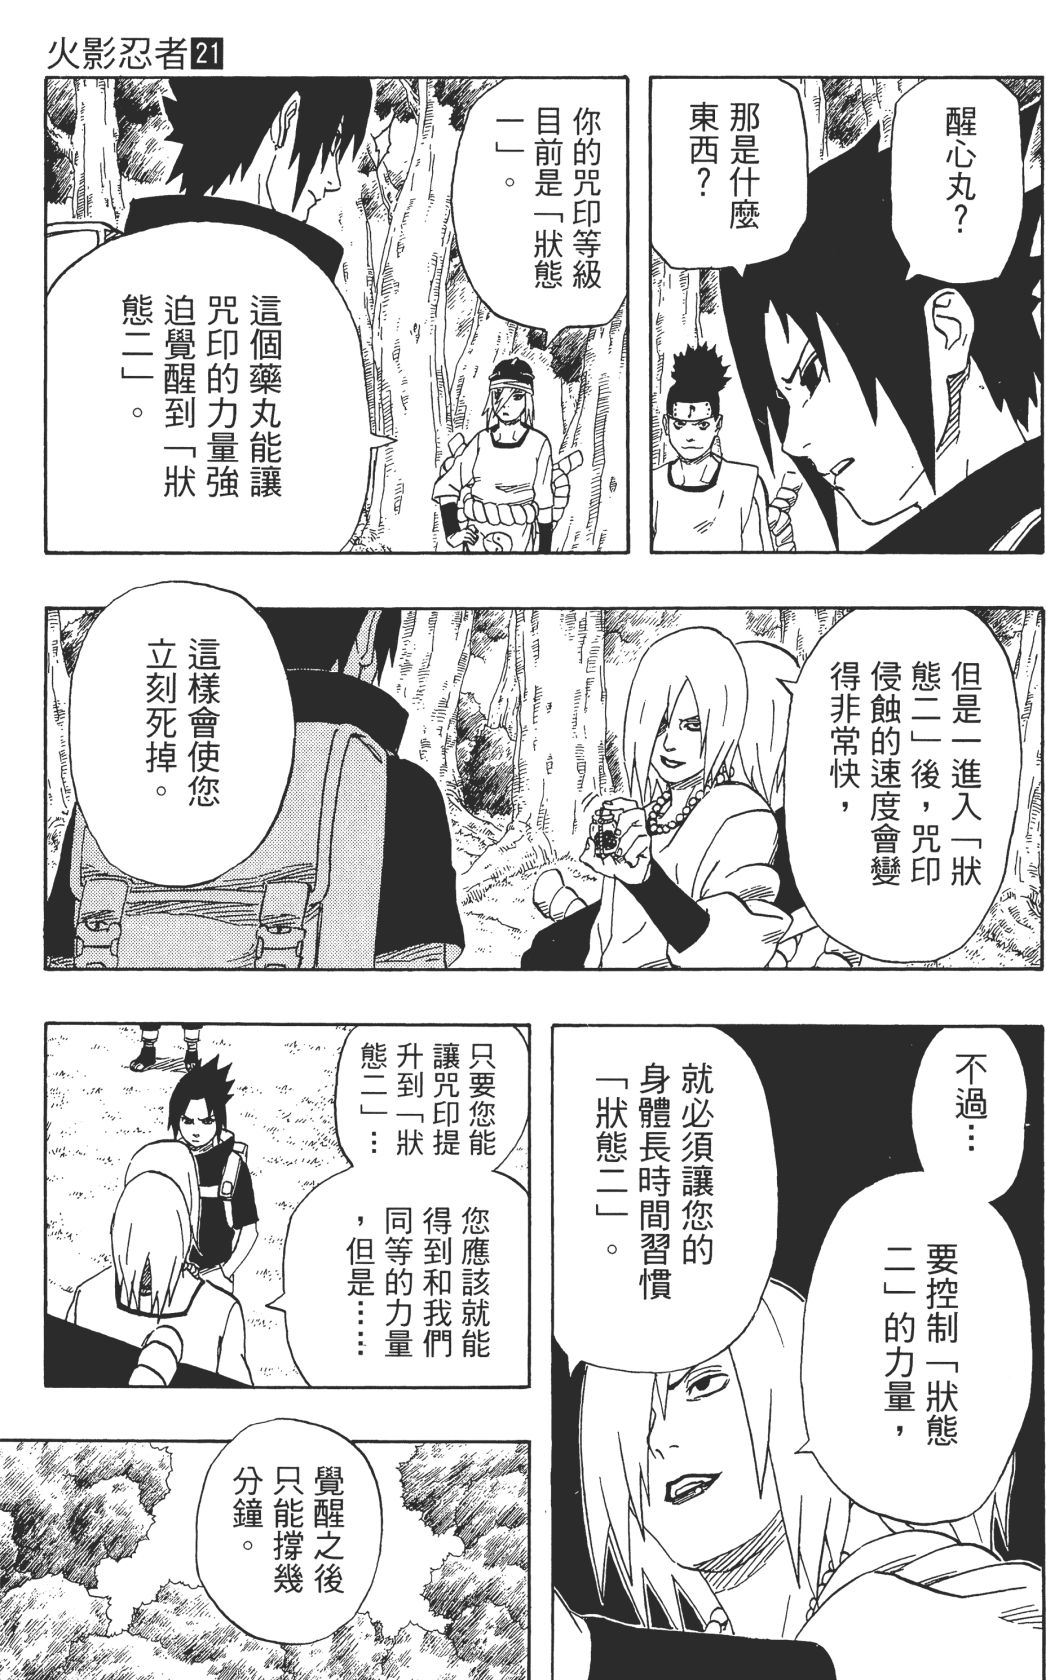 火影忍者21
醒心丸？
那是什麼
東西？
你的咒印等級
目前是「狀態
一」。
這個藥丸能讓
咒印的力量強
迫覺醒到「狀
態二」。
但是一進入「狀
態二」後，咒印
侵蝕的速度會變
得非常快，
這樣會使您
立刻死掉。
不過…
要控制「狀態
二」的力量，
就必須讓您的
身體長時間習慣
「狀態二」。
只要您能
讓咒印提
升到「狀
態二」…
您應該就能
得到和我們
同等的力量
，但是……
覺醒之後
只能撐幾
分鐘。